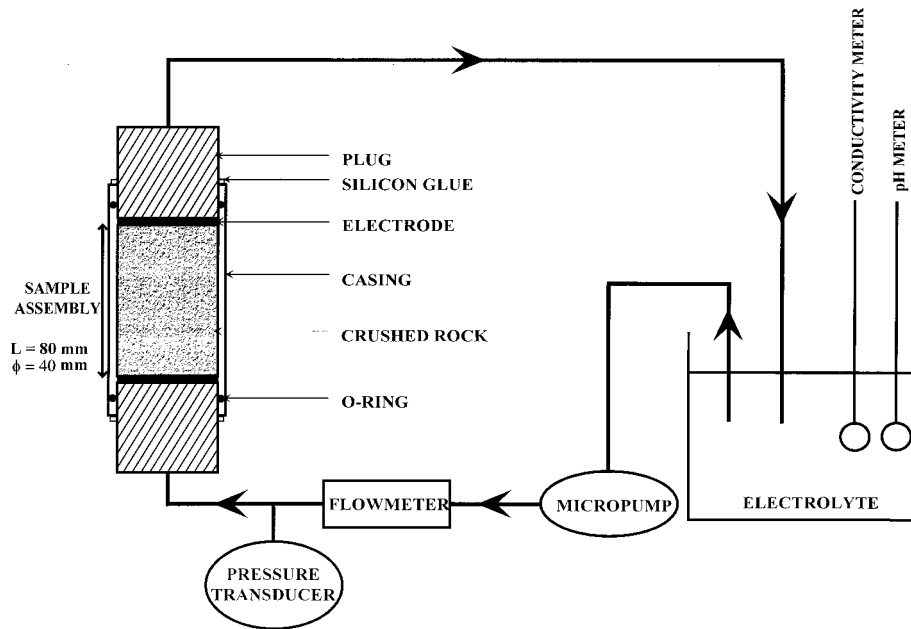 PLUG
SILICON GLUE
ELECTRODE
CASING
CRUSHED ROCK
O-RING
SAMPLE
ASSEMBLY
L = 80 mm
ϕ = 40 mm
FLOWMETER
MICROPUMP
PRESSURE
TRANSDUCER
ELECTROLYTE
CONDUCTIVITY METER
pH METER